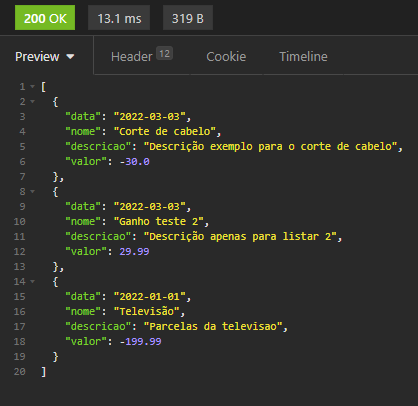 200 OK 13.1 ms 319 B
Preview Header 12 Cookie Timeline
1 [
2 {
3 "data": "2022-03-03",
4 "nome": "Corte de cabelo",
5 "descricao": "Descrição exemplo para o corte de cabelo",
6 "valor": -30.0
7 },
8 {
9 "data": "2022-03-03",
10 "nome": "Ganho teste 2",
11 "descricao": "Descrição apenas para listar 2",
12 "valor": 29.99
13 },
14 {
15 "data": "2022-01-01",
16 "nome": "Televisão",
17 "descricao": "Parcelas da televisao",
18 "valor": -199.99
19 }
20 ]